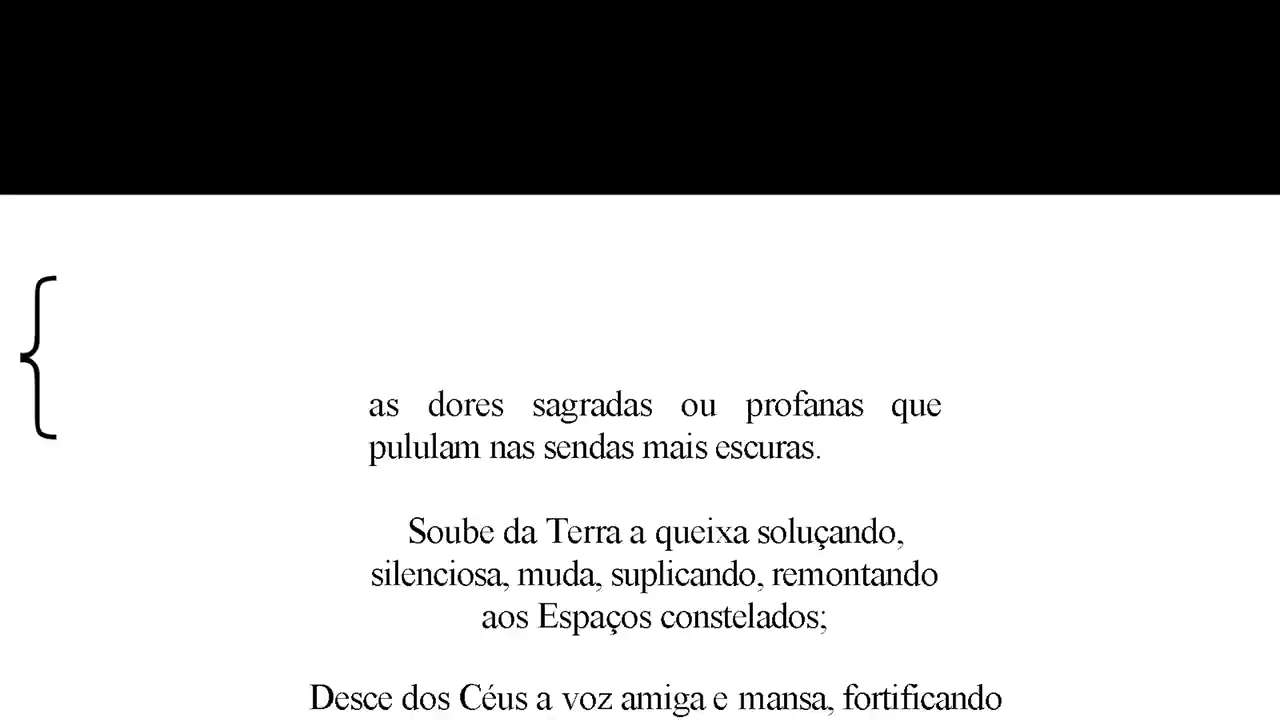 as dores sagradas ou profanas que
pululam nas sendas mais escuras.
Soube da Terra a queixa soluçando,
silenciosa, muda, suplicando, remontando
aos Espaços constelados;
Desce dos Céus a voz amiga e mansa, fortificando